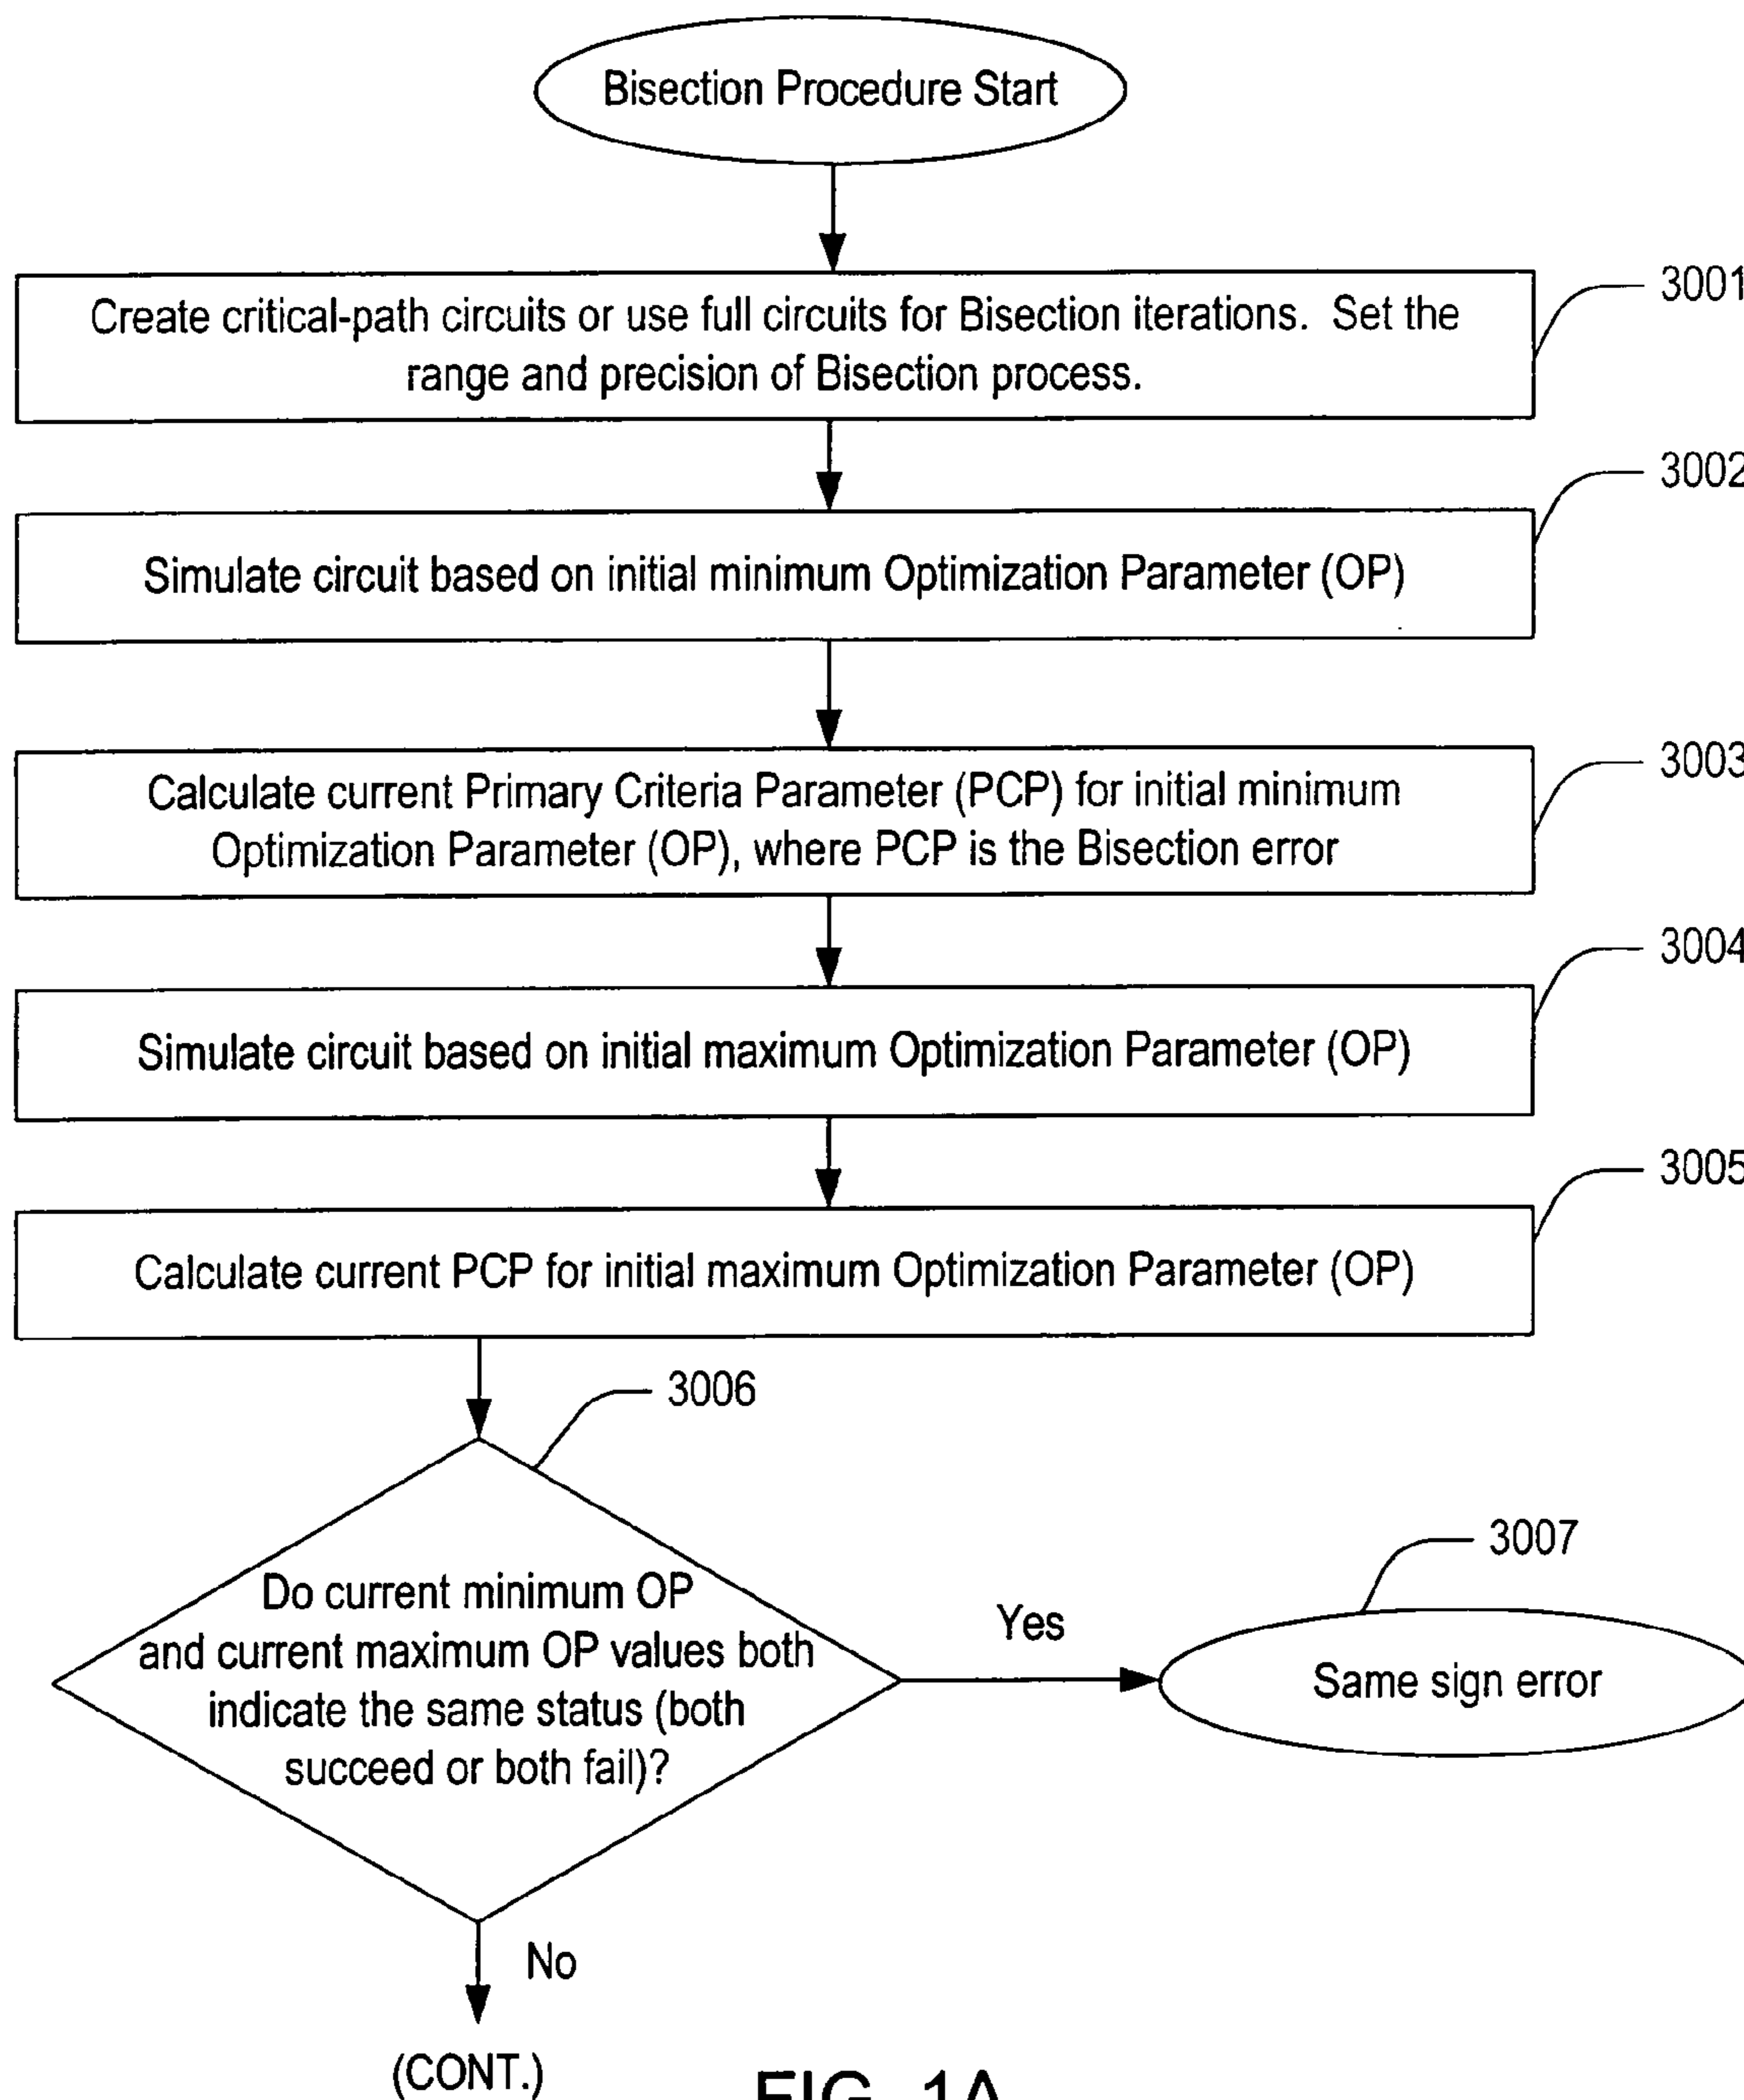 Bisection Procedure Start
3001
Create critical-path circuits or use full circuits for Bisection iterations. Set the
range and precision of Bisection process.
3002
Simulate circuit based on initial minimum Optimization Parameter (OP)
3003
Calculate current Primary Criteria Parameter (PCP) for initial minimum
Optimization Parameter (OP), where PCP is the Bisection error
3004
Simulate circuit based on initial maximum Optimization Parameter (OP)
3005
Calculate current PCP for initial maximum Optimization Parameter (OP)
3006
Do current minimum OP
and current maximum OP values both
indicate the same status (both
succeed or both fail)?
Yes
3007
Same sign error
No
(CONT.)
FIG. 1A